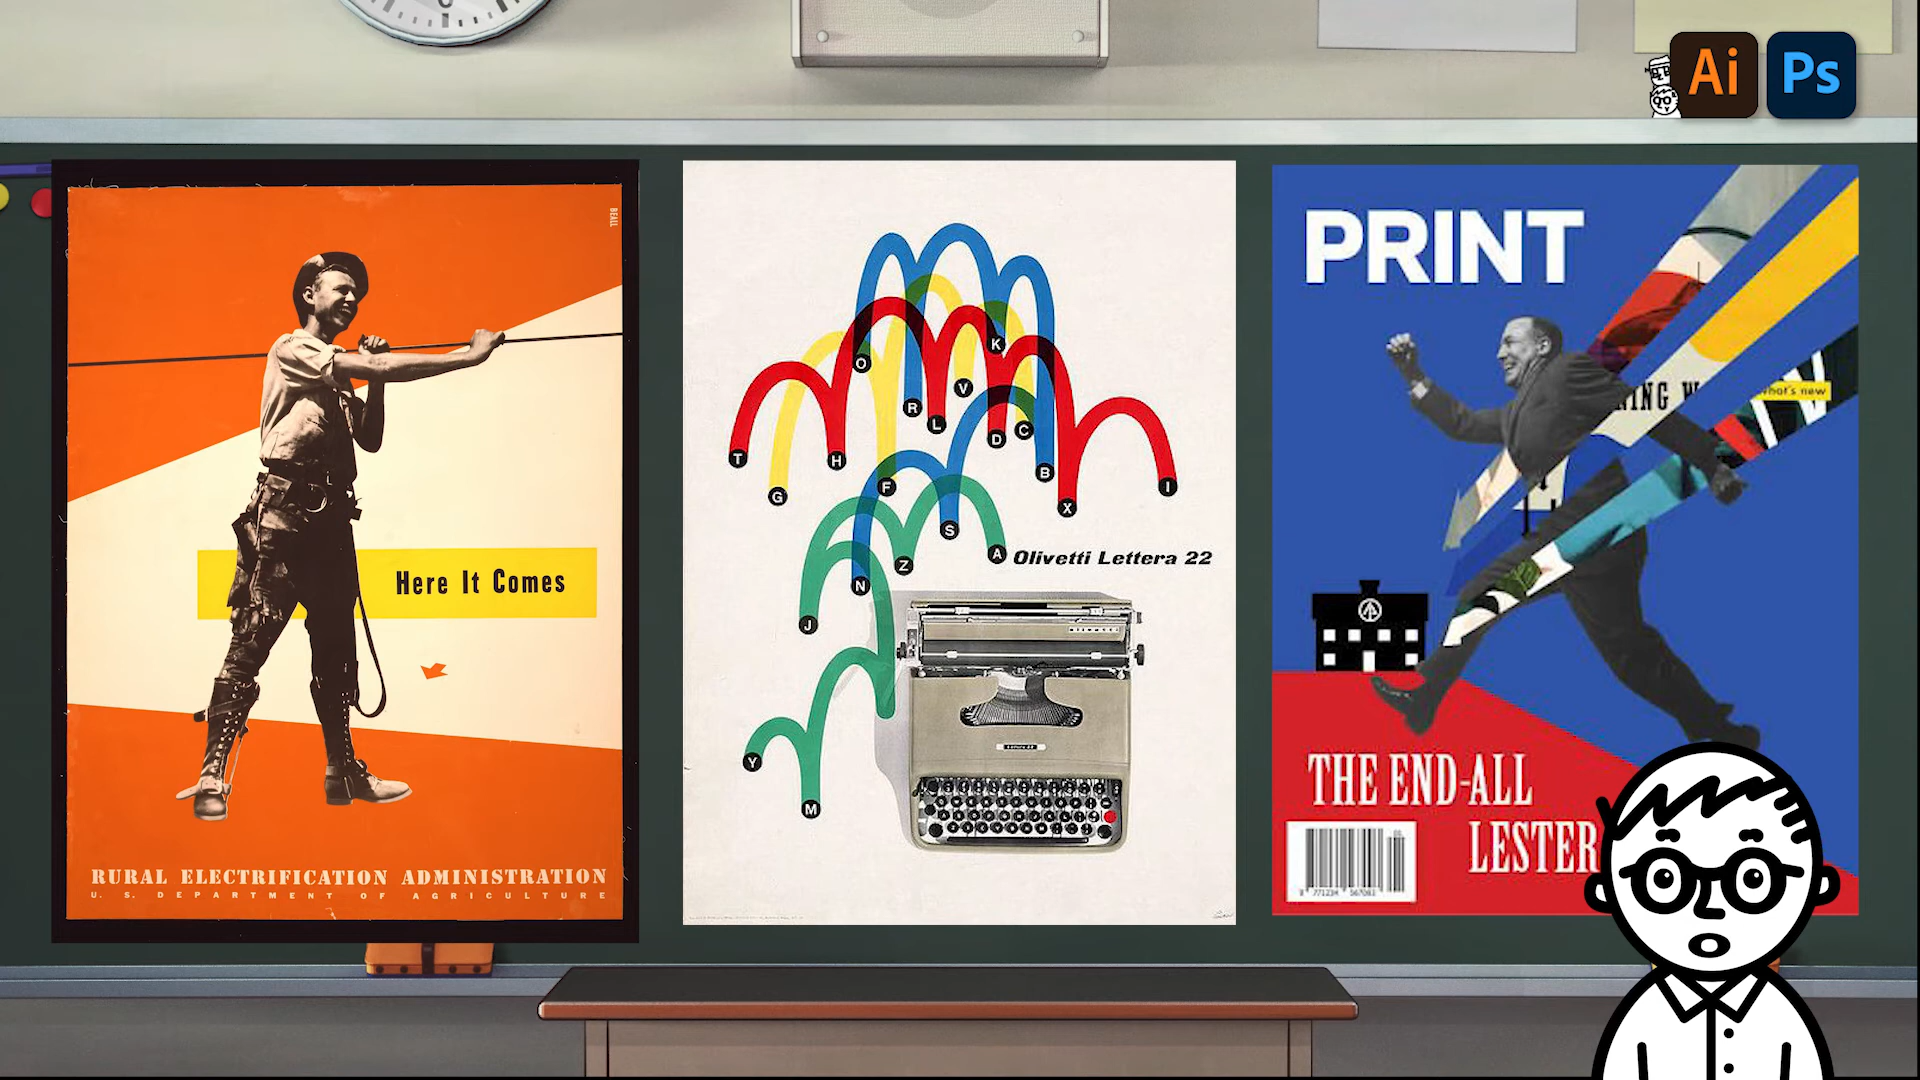 Ai
Ps
BEALL
Here It Comes
RURAL ELECTRIFICATION ADMINISTRATION
U. S. DEPARTMENT OF AGRICULTURE
O
K
V
R
L
T
H
D
C
G
F
B
X
I
S
A
Z
N
J
Y
M
Olivetti Lettera 22
PRINT
THE END-ALL
LESTER